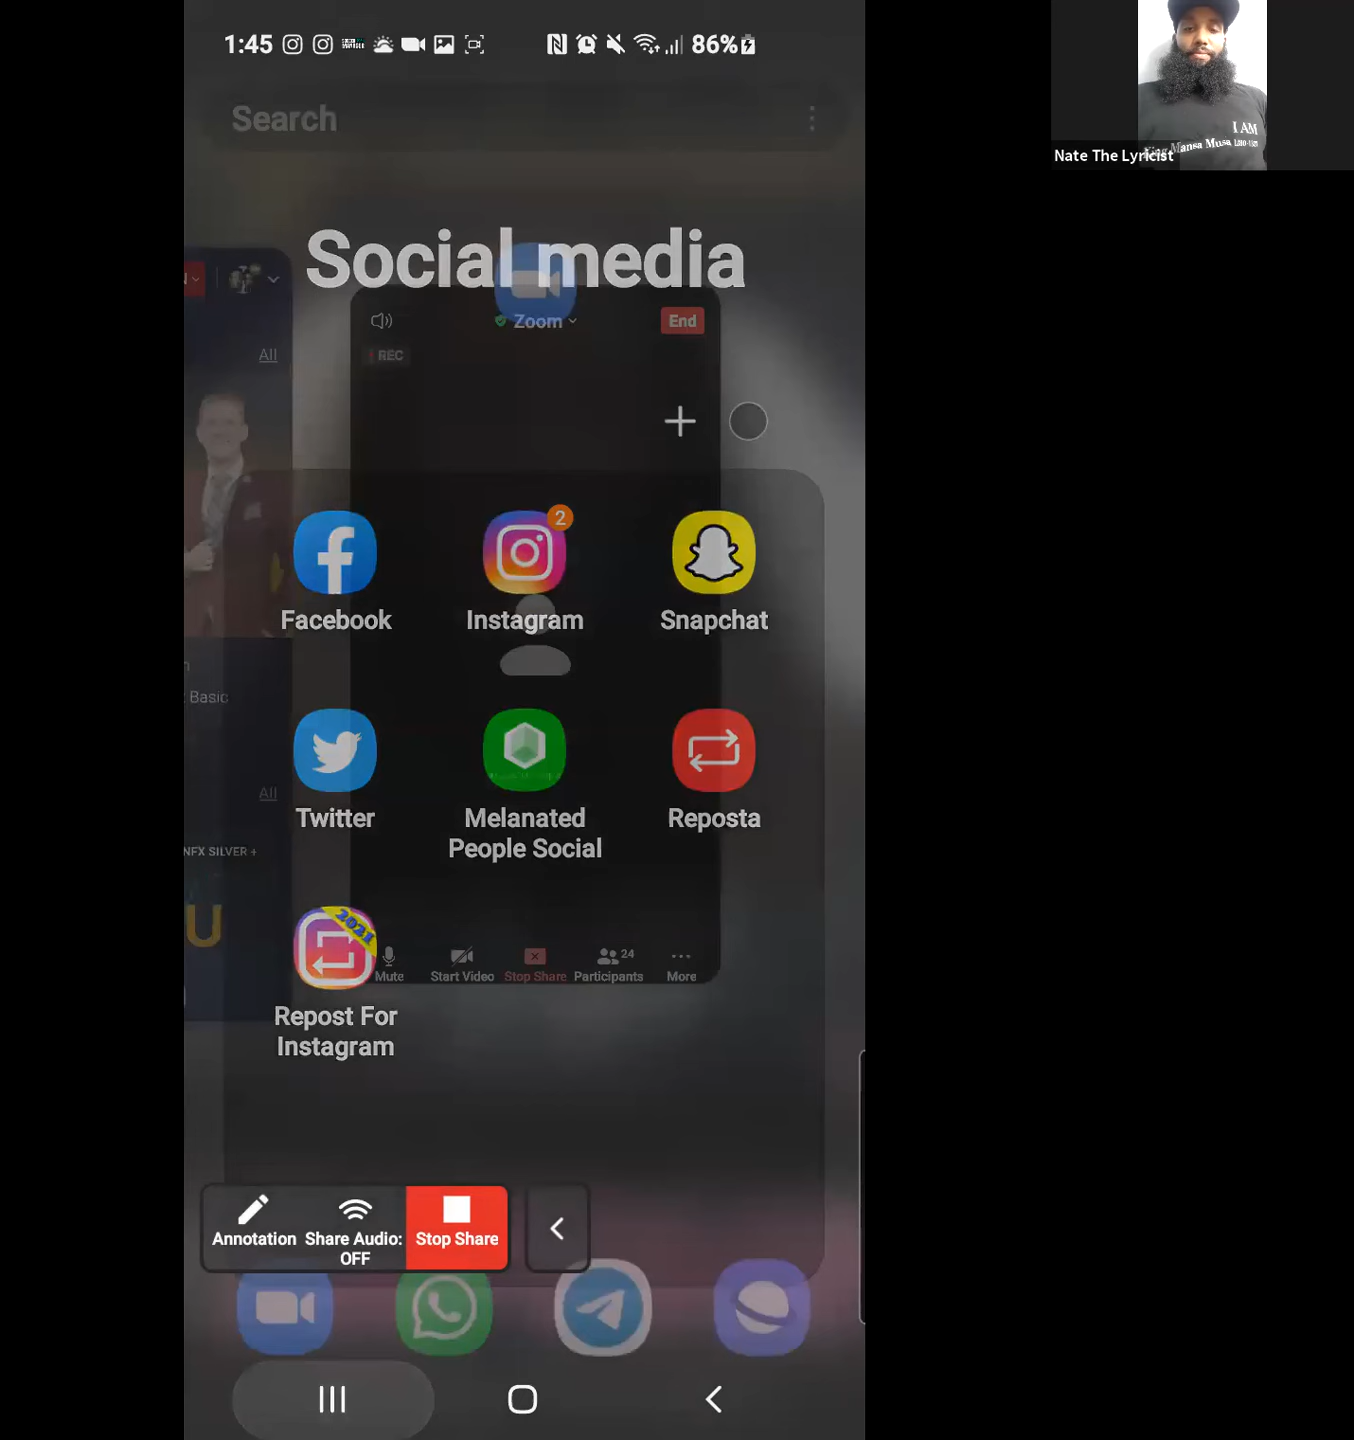 1:45
86%
Search
Social media
Zoom
End
REC
All
Facebook
2
Instagram
Snapchat
Basic
Twitter
Melanated
People Social
Reposta
All
NFX SILVER +
U
2021
Repost For
Instagram
Mute
Start Video
Stop Share
24
Participants
More
Annotation
Share Audio:
OFF
Stop Share
I AM
King Mansa Musa
Nate The Lyricist